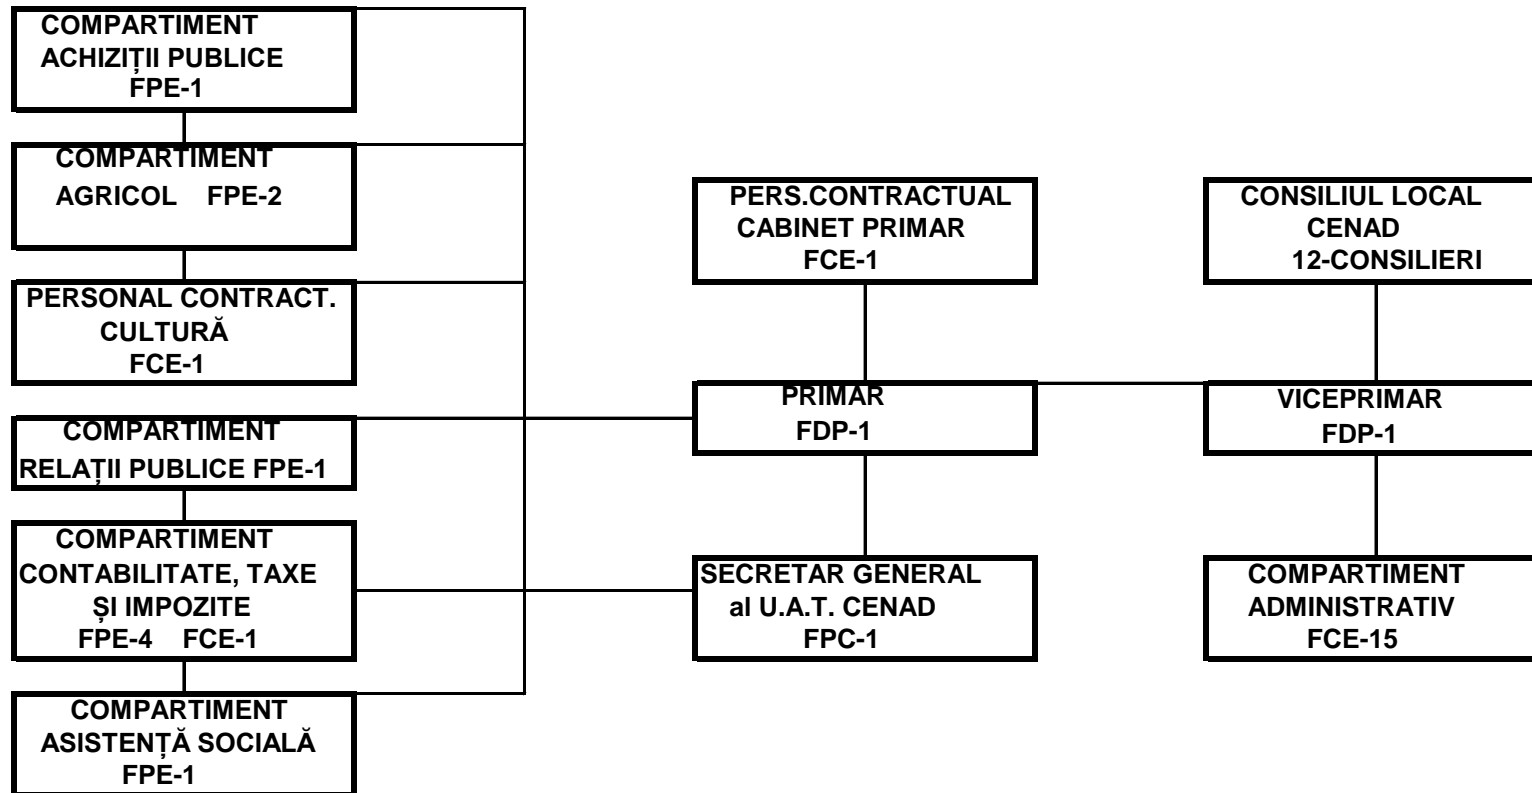 COMPARTIMENT
ACHIZIȚII PUBLICE
FPE-1
COMPARTIMENT
AGRICOL FPE-2
PERSONAL CONTRACT.
CULTURĂ
FCE-1
COMPARTIMENT
RELAȚII PUBLICE FPE-1
COMPARTIMENT
CONTABILITATE, TAXE
ȘI IMPOZITE
FPE-4 FCE-1
COMPARTIMENT
ASISTENȚĂ SOCIALĂ
FPE-1
PERS.CONTRACTUAL
CABINET PRIMAR
FCE-1
PRIMAR
FDP-1
SECRETAR GENERAL
al U.A.T. CENAD
FPC-1
CONSILIUL LOCAL
CENAD
12-CONSILIERI
VICEPRIMAR
FDP-1
COMPARTIMENT
ADMINISTRATIV
FCE-15